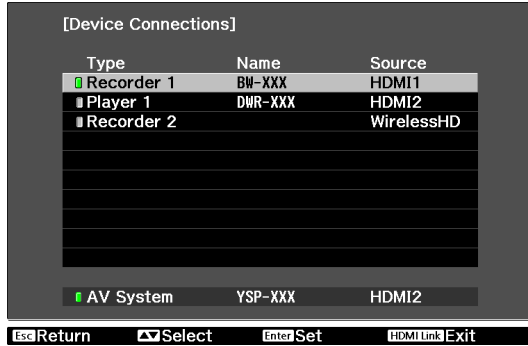 [Device Connections]
Type Name Source
Recorder 1 BW-XXX HDMI1
Player 1 DWR-XXX HDMI2
Recorder 2 WirelessHD
AV System YSP-XXX HDMI2
Esc Return ▲▼ Select Enter Set HDMI Link Exit